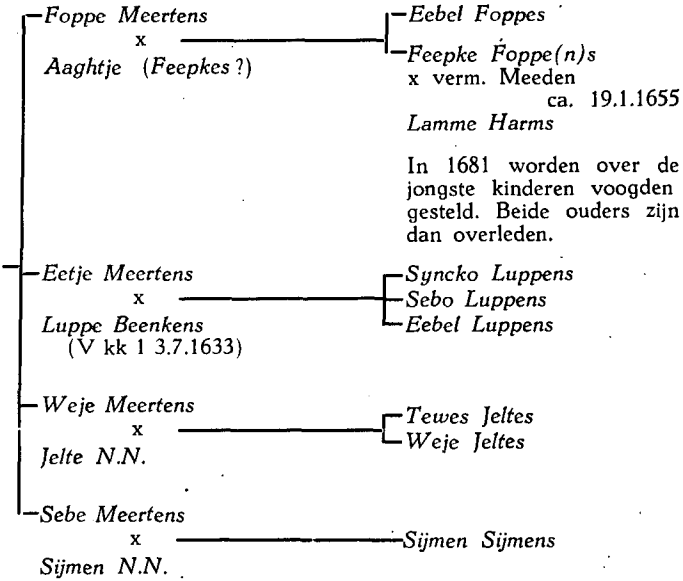 Foppe Meertens
x
Aaghtje (Feepkes?)
Eebel Foppes
Feepke Foppe(n)s
x verm. Meeden
ca. 19.1.1655
Lamme Harms
In 1681 worden over de
jongste kinderen voogden
gesteld. Beide ouders zijn
dan overleden.
Eetje Meertens
x
Luppe Beenkens
(V kk 1 3.7.1633)
Syncko Luppens
Sebo Luppens
Eebel Luppens
Weje Meertens
x
Jelte N.N.
Tewes Jeltes
Weje Jeltes
Sebe Meertens
x
Sijmen N.N.
Sijmen Sijmens